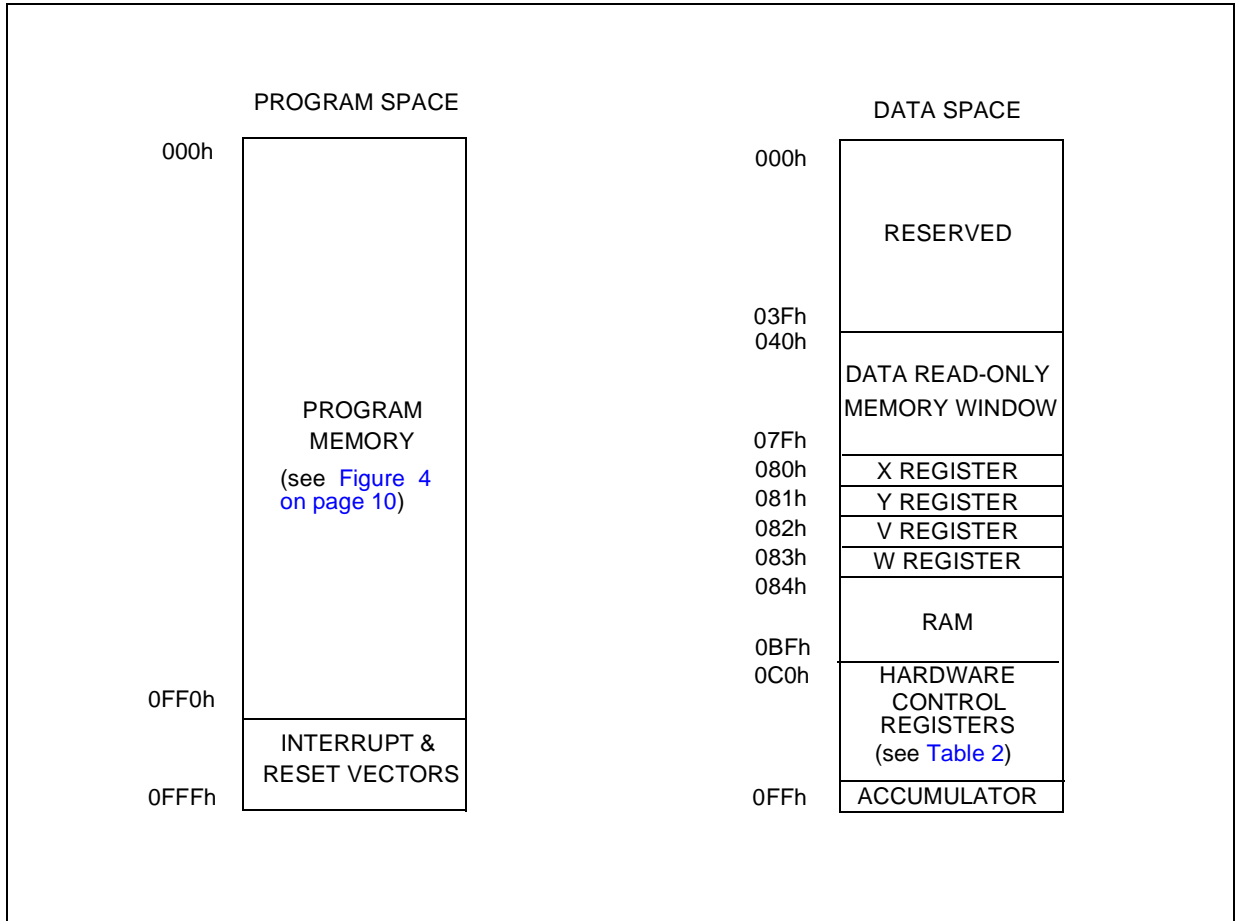 PROGRAM SPACE
000h
PROGRAM
MEMORY
(see Figure 4
on page 10)
0FF0h
INTERRUPT &
RESET VECTORS
0FFFh
DATA SPACE
000h
RESERVED
03Fh
040h
DATA READ-ONLY
MEMORY WINDOW
07Fh
080h X REGISTER
081h Y REGISTER
082h V REGISTER
083h W REGISTER
084h
RAM
0BFh
0C0h HARDWARE
CONTROL
REGISTERS
(see Table 2)
0FFh ACCUMULATOR